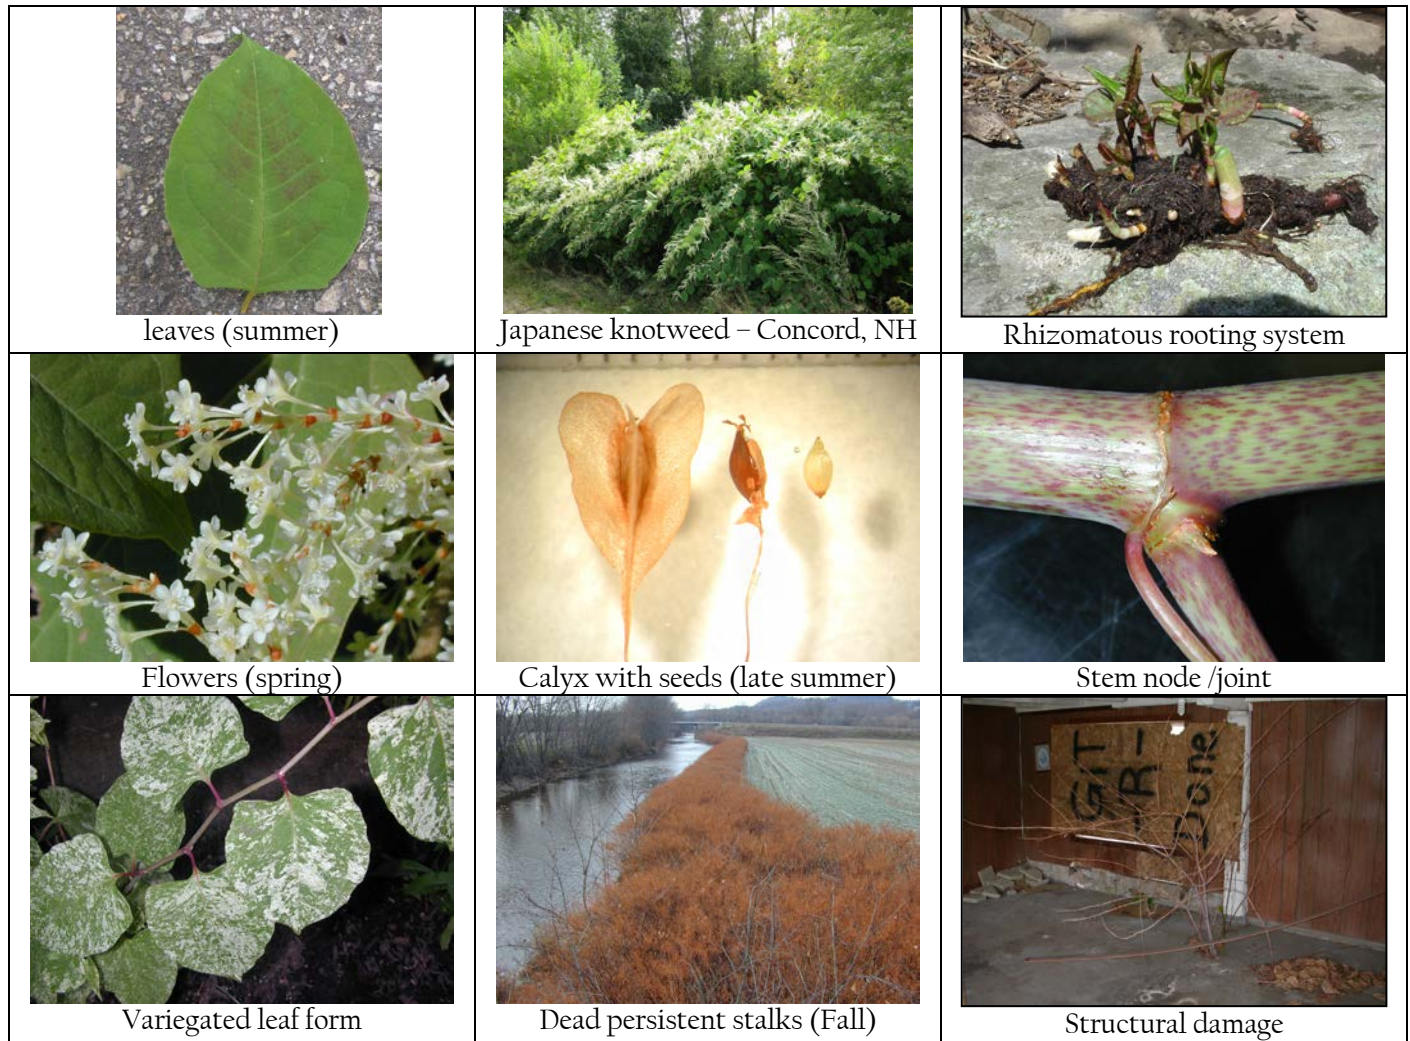 leaves (summer)
Japanese knotweed – Concord, NH
Rhizomatous rooting system
Flowers (spring)
Calyx with seeds (late summer)
Stem node /joint
Variegated leaf form
Dead persistent stalks (Fall)
GIT
-R-
Done
Structural damage